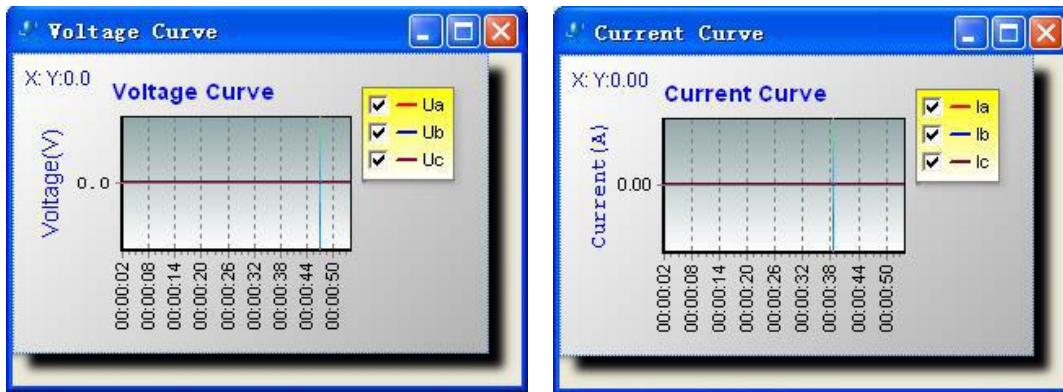 Voltage Curve
X: Y:0.0
Voltage Curve
Ua
Ub
Uc
Voltage(V)
0.0
00:00:02
00:00:08
00:00:14
00:00:20
00:00:26
00:00:32
00:00:38
00:00:44
00:00:50
Current Curve
X: Y:0.00
Current Curve
Ia
Ib
Ic
Current(A)
0.00
00:00:02
00:00:08
00:00:14
00:00:20
00:00:26
00:00:32
00:00:38
00:00:44
00:00:50